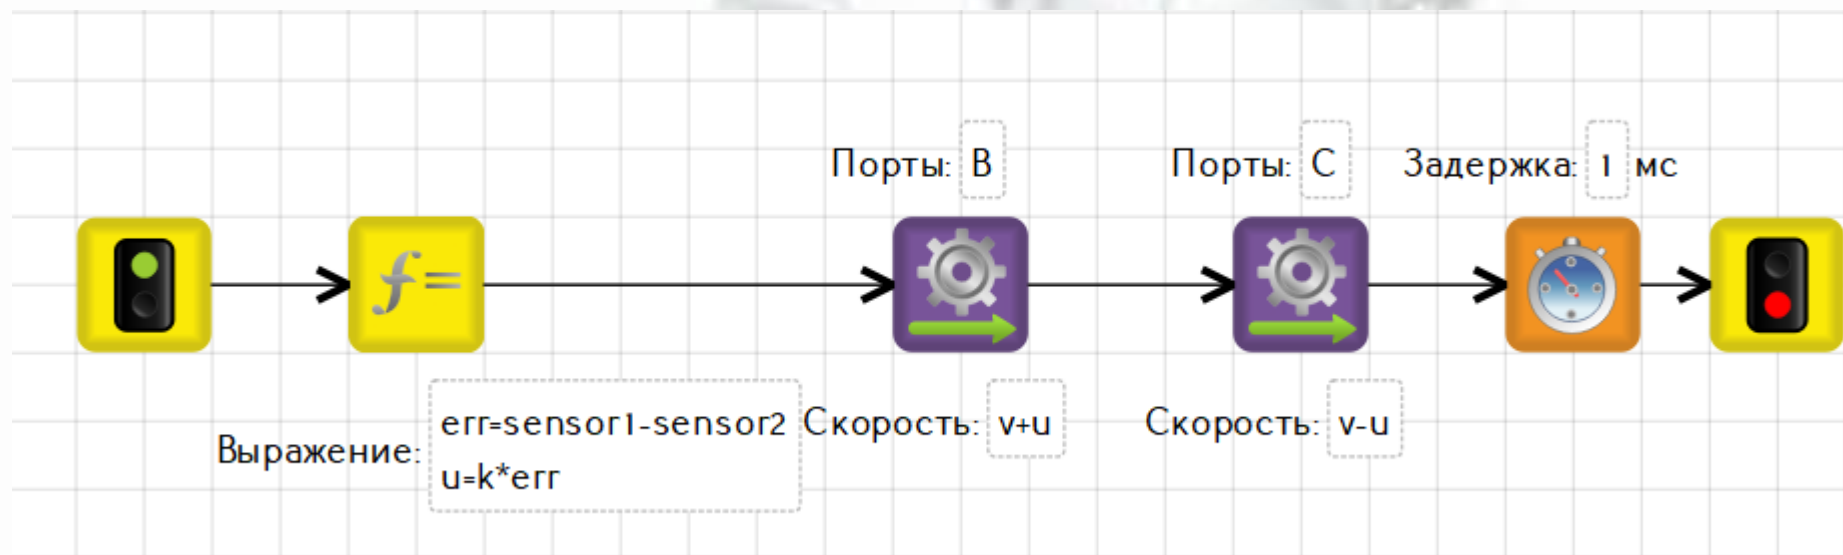 Порты: B
Порты: C
Задержка: 1 мс
f=
Выражение:
err=sensor1-sensor2
u=k*err
Скорость: v+u
Скорость: v-u